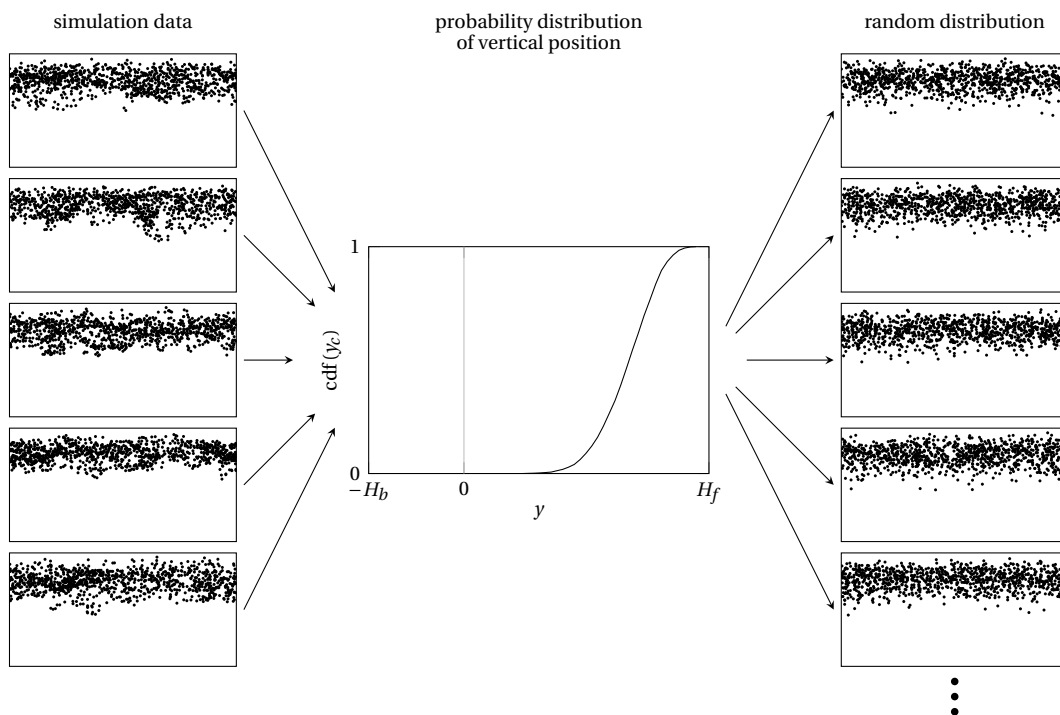 simulation data
probability distribution
of vertical position
random distribution
1
cdf (y_c)
0
−H_b
0
H_f
y